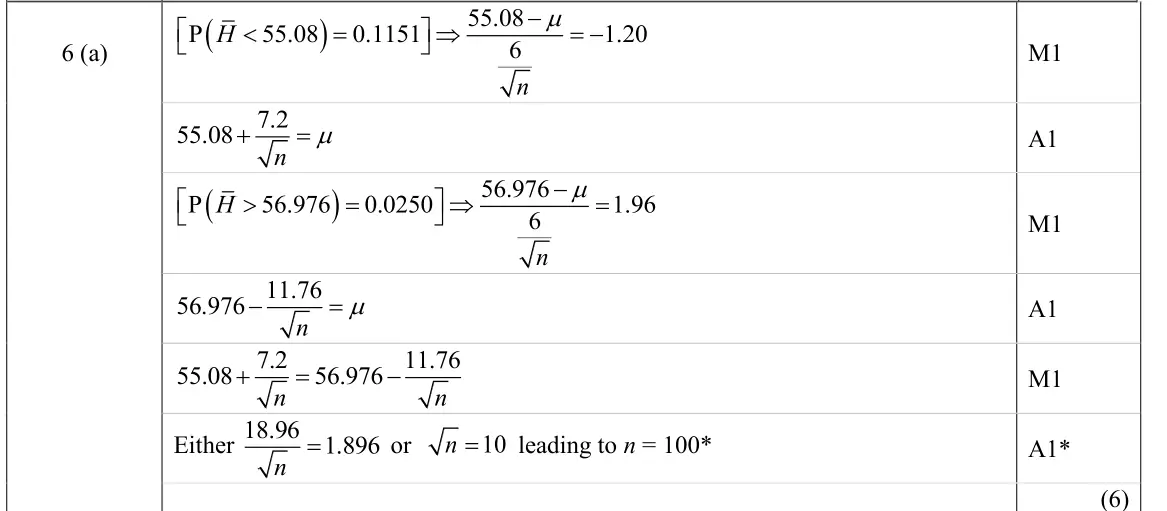 6 (a) [P(H̅ < 55.08) = 0.1151] ⇒ (55.08 − μ)/(6/√n) = −1.20 M1
55.08 + 7.2/√n = μ A1
[P(H̅ > 56.976) = 0.0250] ⇒ (56.976 − μ)/(6/√n) = 1.96 M1
56.976 − 11.76/√n = μ A1
55.08 + 7.2/√n = 56.976 − 11.76/√n M1
Either 18.96/√n = 1.896 or √n = 10 leading to n = 100* A1*
(6)